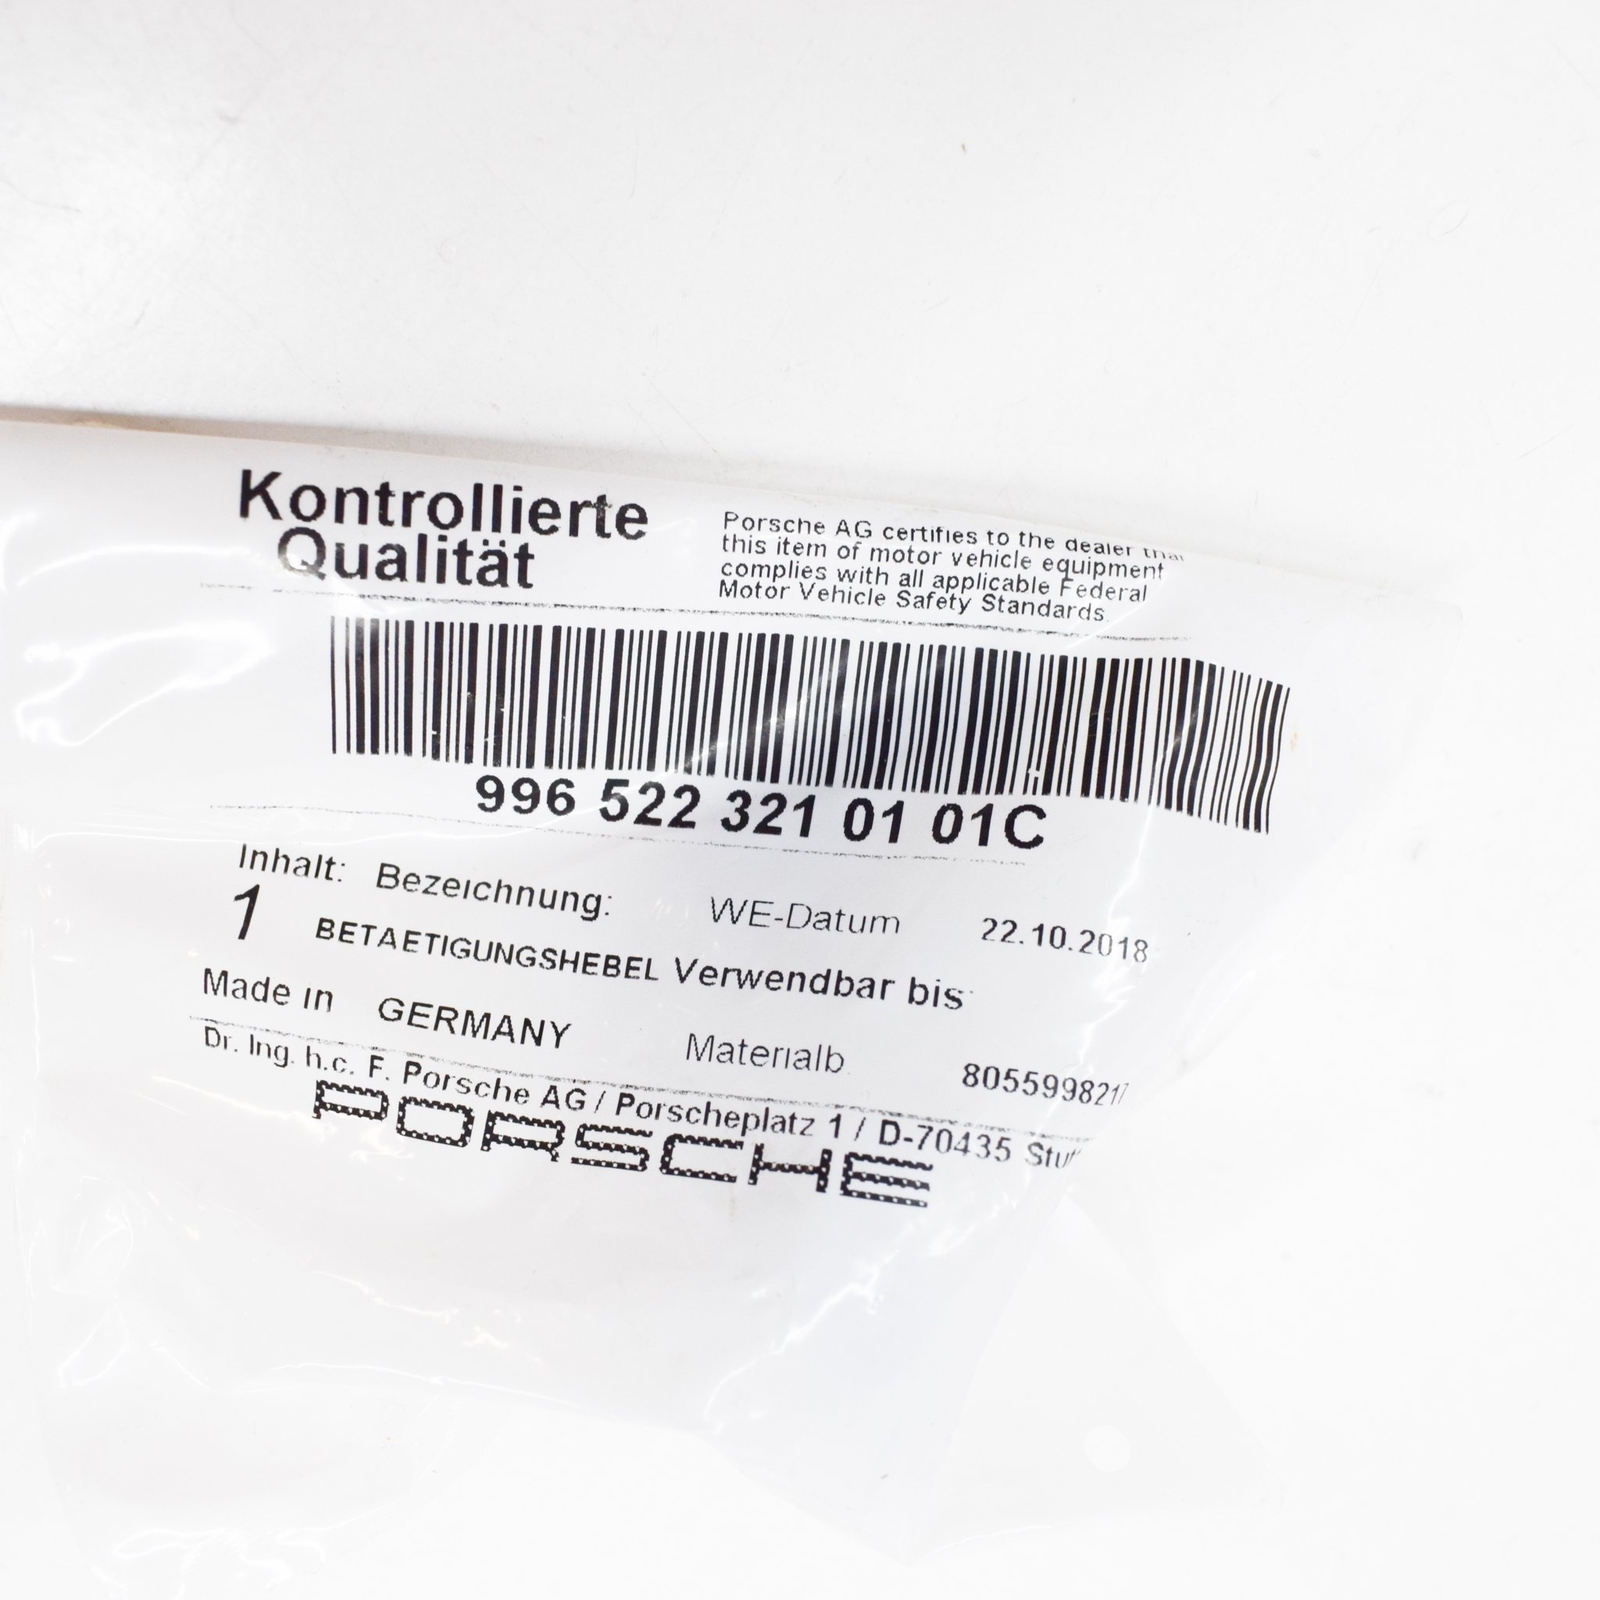 Kontrollierte
Qualität
Porsche AG certifies to the dealer that
this item of motor vehicle equipment
complies with all applicable Federal
Motor Vehicle Safety Standards.
996 522 321 01 01C
Inhalt: Bezeichnung: WE-Datum 22.10.2018
1 BETAETIGUNGSHEBEL Verwendbar bis
Made in GERMANY Materialb
Dr. Ing. h.c. F. Porsche AG / Porscheplatz 1 / D-70435
PORSCHE